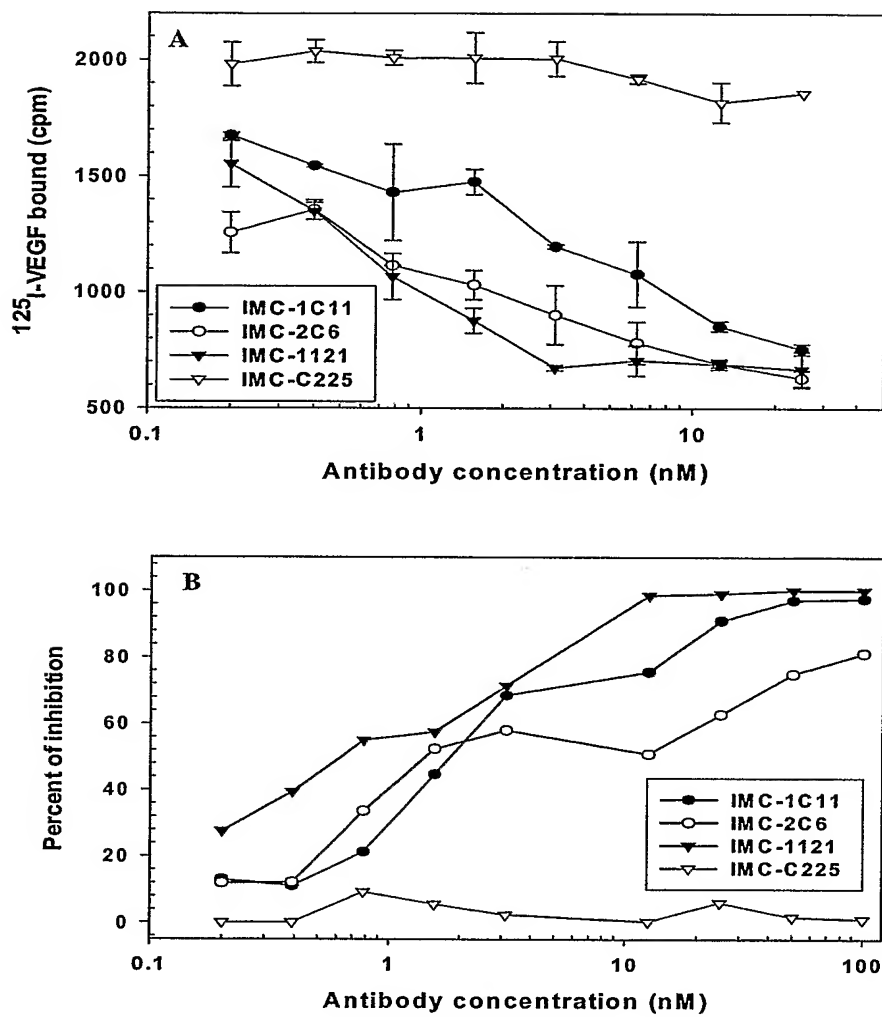 A
2000
1500
1000
500
125I-VEGF bound (cpm)
IMC-1C11
IMC-2C6
IMC-1121
IMC-C225
0.1
1
10
Antibody concentration (nM)
B
100
80
60
40
20
0
Percent of inhibition
IMC-1C11
IMC-2C6
IMC-1121
IMC-C225
0.1
1
10
100
Antibody concentration (nM)